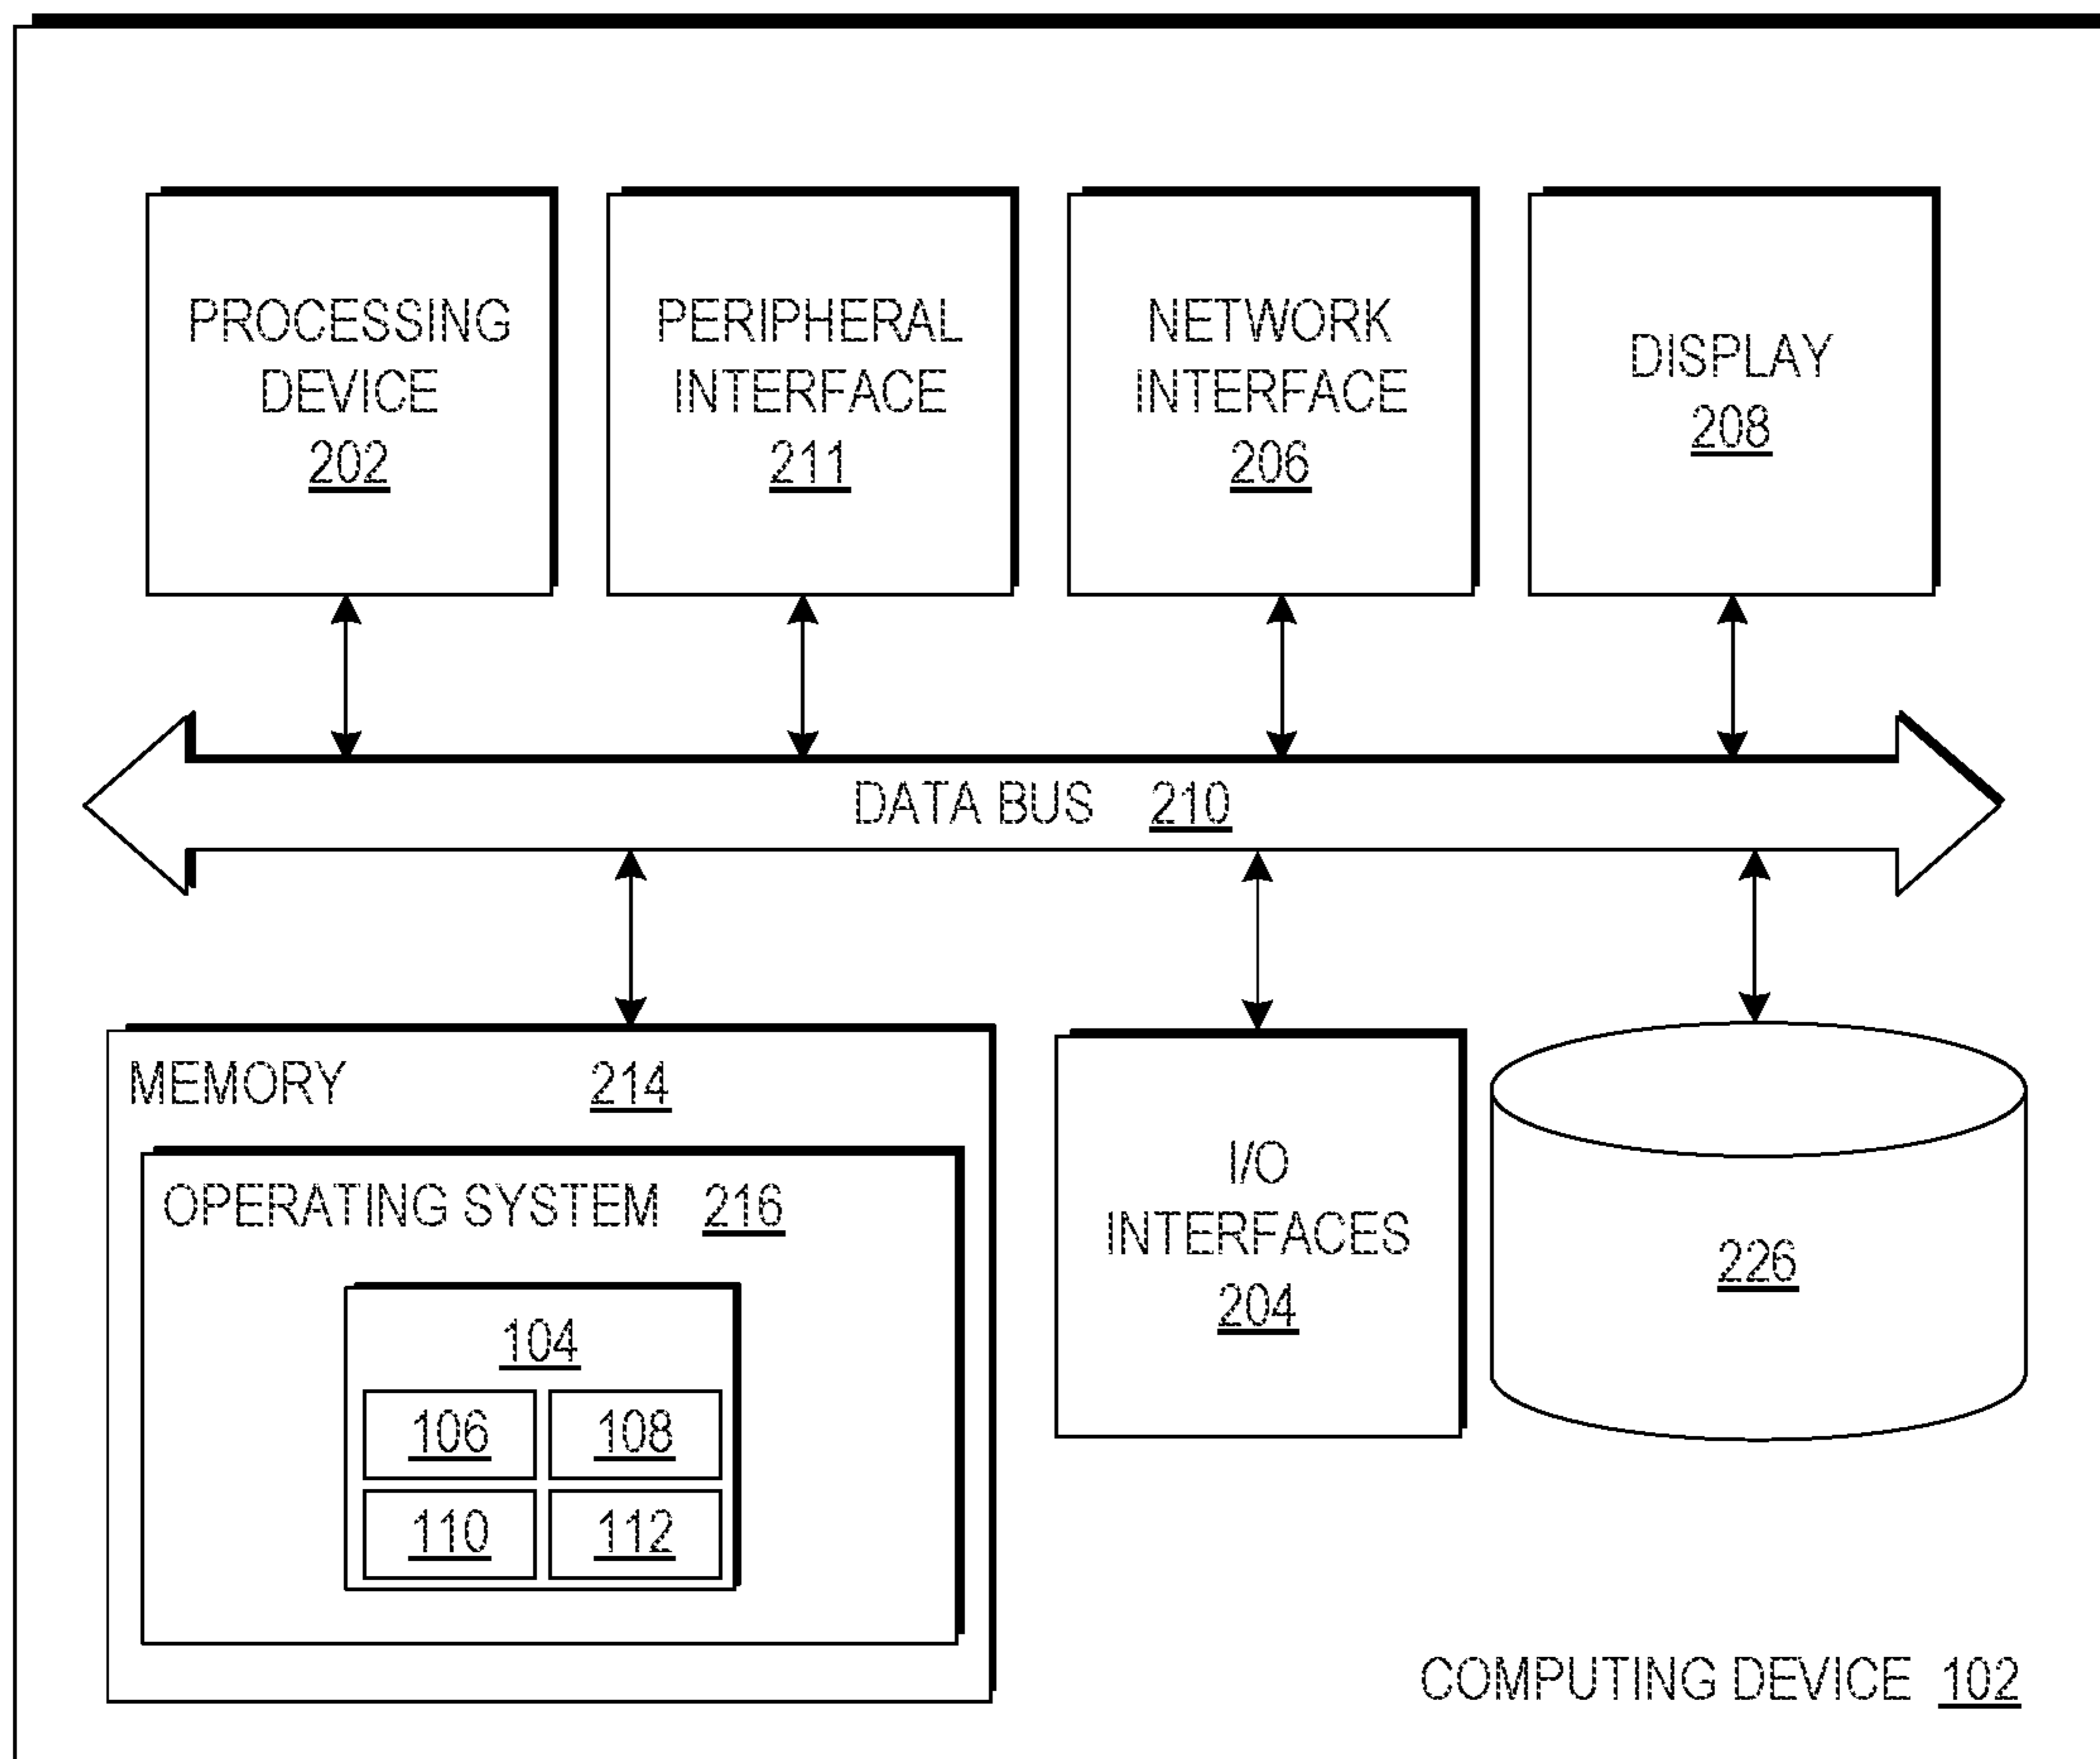 PROCESSING
DEVICE
202
PERIPHERAL
INTERFACE
211
NETWORK
INTERFACE
206
DISPLAY
208
DATA BUS 210
MEMORY 214
OPERATING SYSTEM 216
104
106 108
110 112
I/O
INTERFACES
204
226
COMPUTING DEVICE 102